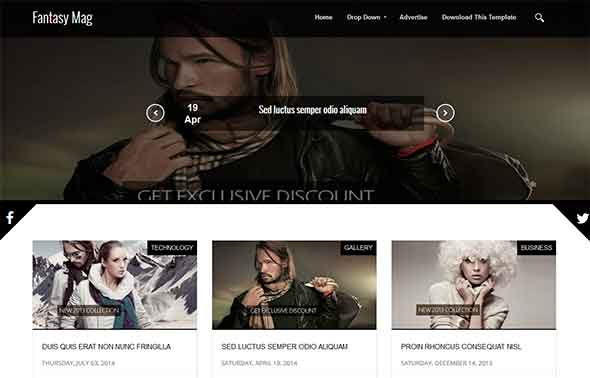 Fantasy Mag
Home Drop Down Advertise Download This Template
19 Apr
Sed luctus semper odio aliquam
GET EXCLUSIVE DISCOUNT
TECHNOLOGY
NEW 2013 COLLECTION
DUIS QUIS ERAT NON NUNC FRINGILLA
THURSDAY, JULY 03, 2014
GALLERY
GET EXCLUSIVE DISCOUNT
SED LUCTUS SEMPER ODIO ALIQUAM
SATURDAY, APRIL 19, 2014
BUSINESS
NEW 2013 COLLECTION
PROIN RHONCUS CONSEQUAT NISL
SATURDAY, DECEMBER 14, 2013